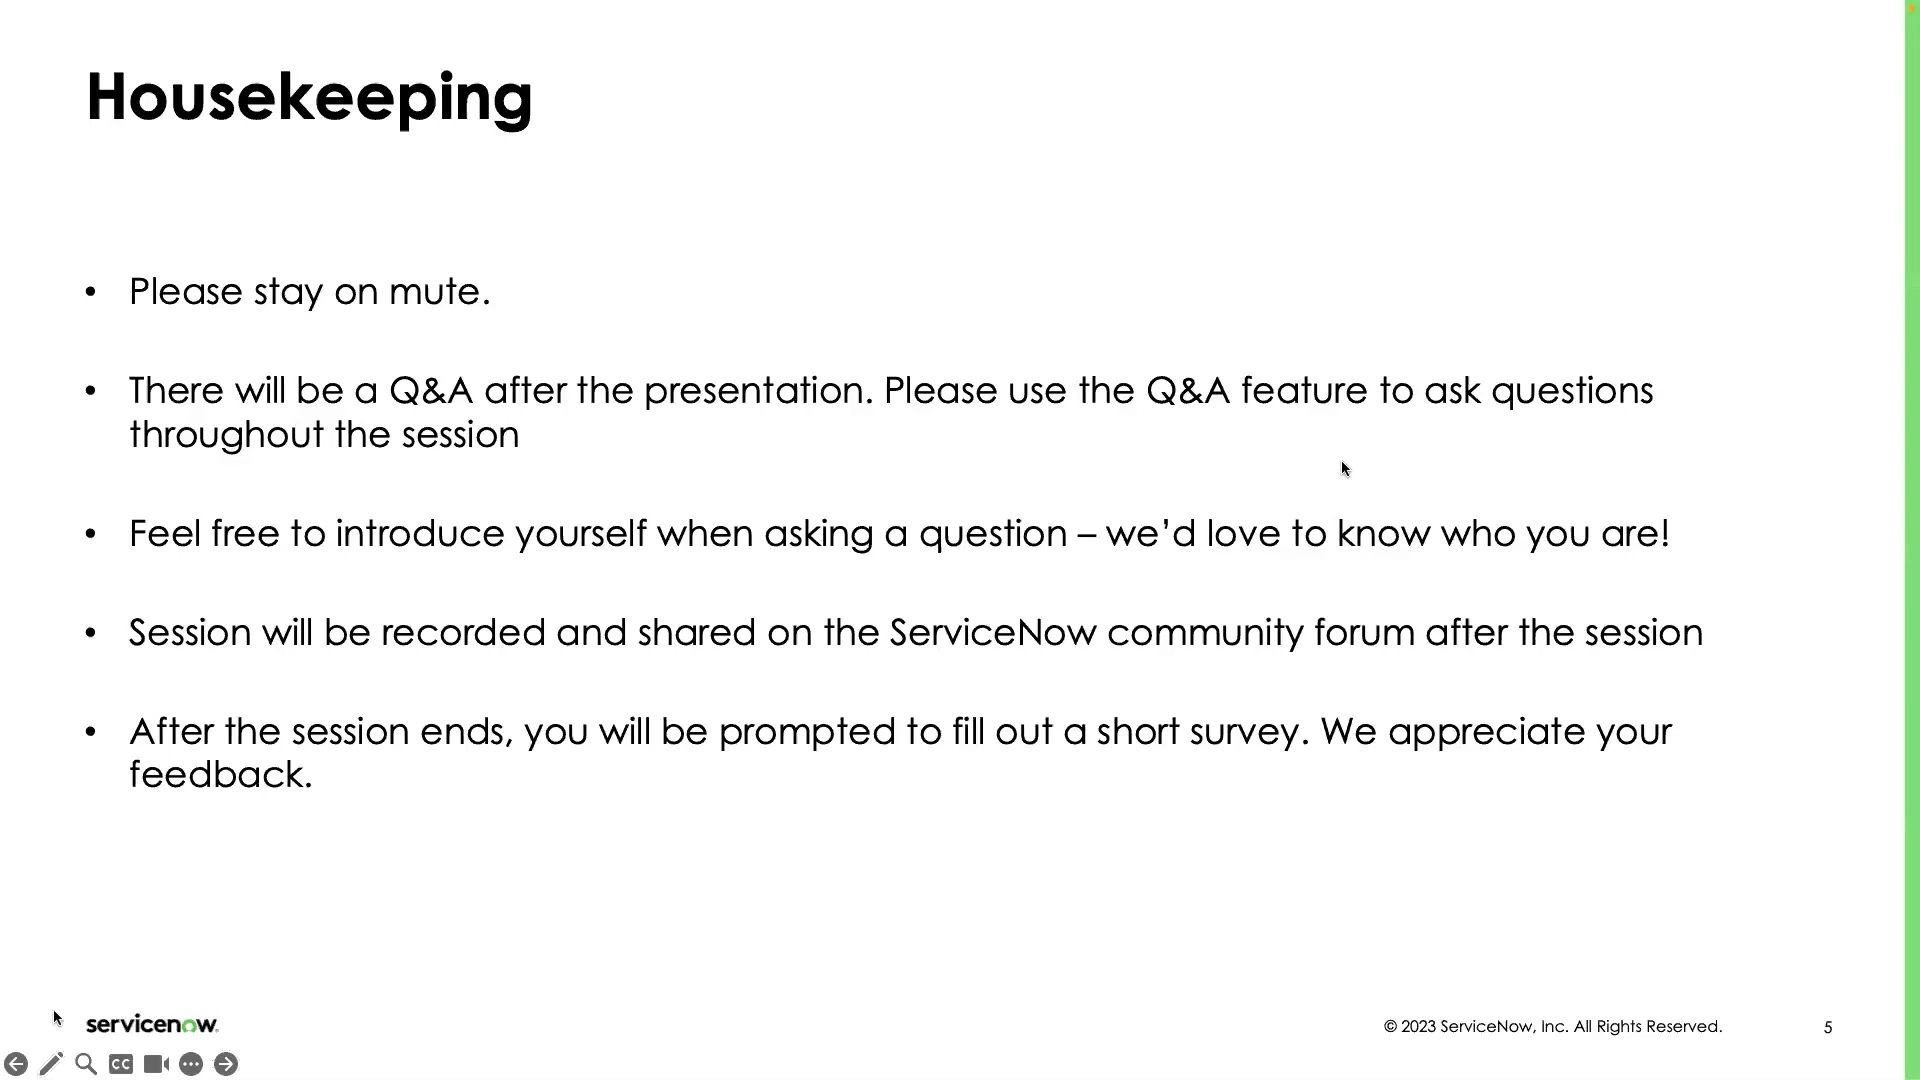 Housekeeping
• Please stay on mute.
• There will be a Q&A after the presentation. Please use the Q&A feature to ask questions
throughout the session
• Feel free to introduce yourself when asking a question – we’d love to know who you are!
• Session will be recorded and shared on the ServiceNow community forum after the session
• After the session ends, you will be prompted to fill out a short survey. We appreciate your
feedback.
servicenow.
© 2023 ServiceNow, Inc. All Rights Reserved.
5
CC